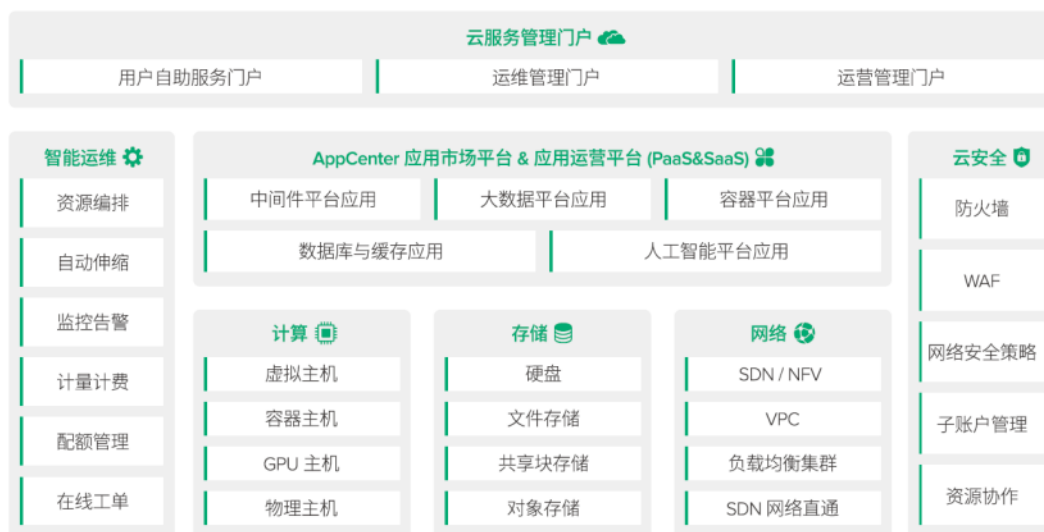 云服务管理门户
用户自助服务门户
运维管理门户
运营管理门户
智能运维
资源编排
自动伸缩
监控告警
计量计费
配额管理
在线工单
AppCenter 应用市场平台 & 应用运营平台 (PaaS&SaaS)
中间件平台应用
大数据平台应用
容器平台应用
数据库与缓存应用
人工智能平台应用
计算
虚拟主机
容器主机
GPU 主机
物理主机
存储
硬盘
文件存储
共享块存储
对象存储
网络
SDN / NFV
VPC
负载均衡集群
SDN 网络直通
云安全
防火墙
WAF
网络安全策略
子账户管理
资源协作